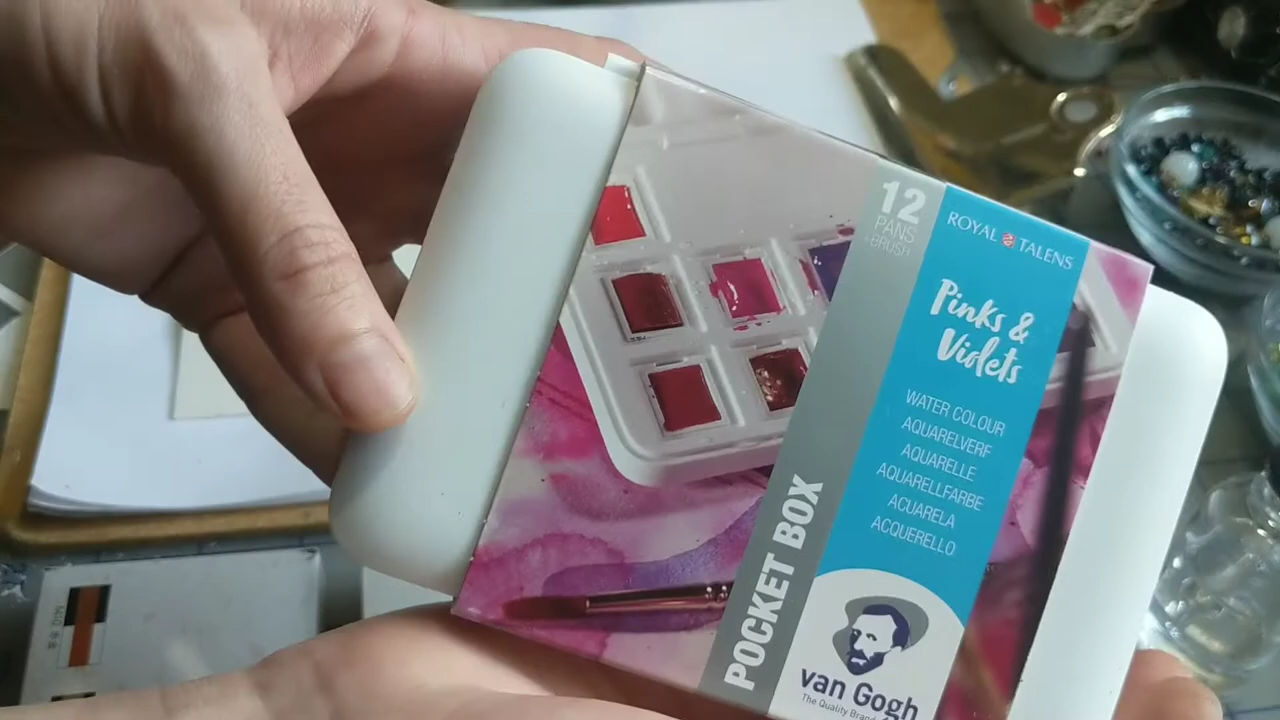 12
PANS
+BRUSH
ROYAL TALENS
Pinks &
Violets
WATER COLOUR
AQUARELVERF
AQUARELLE
AQUARELLFARBE
ACUARELA
ACQUERELLO
POCKET BOX
van Gogh
The Quality Brand